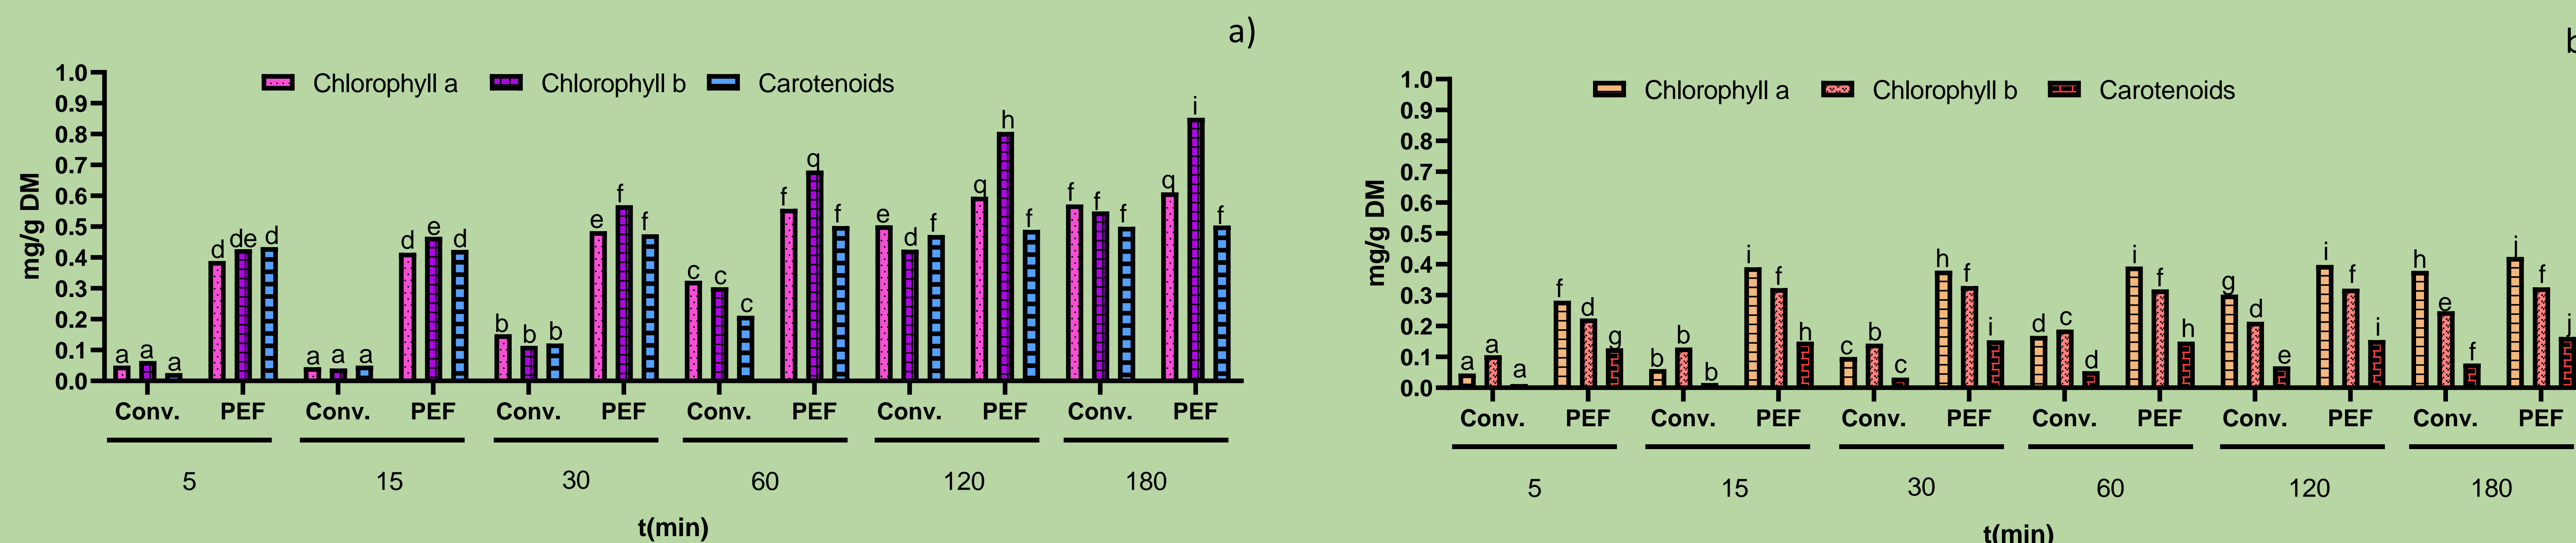 a)
Chlorophyll a Chlorophyll b Carotenoids
1.0
0.9
0.8
0.7
0.6
0.5
0.4
0.3
0.2
0.1
0.0
mg/g DM
a a a d de d a a a d e d b b b e f f c c c f g f e d f g h f f f f g i f
Conv. PEF Conv. PEF Conv. PEF Conv. PEF Conv. PEF Conv. PEF
5 15 30 60 120 180
t(min)
b
Chlorophyll a Chlorophyll b Carotenoids
1.0
0.9
0.8
0.7
0.6
0.5
0.4
0.3
0.2
0.1
0.0
mg/g DM
a a a f d g b b b i f h c b c h f i d c d i f h g d e i f i h e f j f j
Conv. PEF Conv. PEF Conv. PEF Conv. PEF Conv. PEF Conv. PEF
5 15 30 60 120 180
t(min)